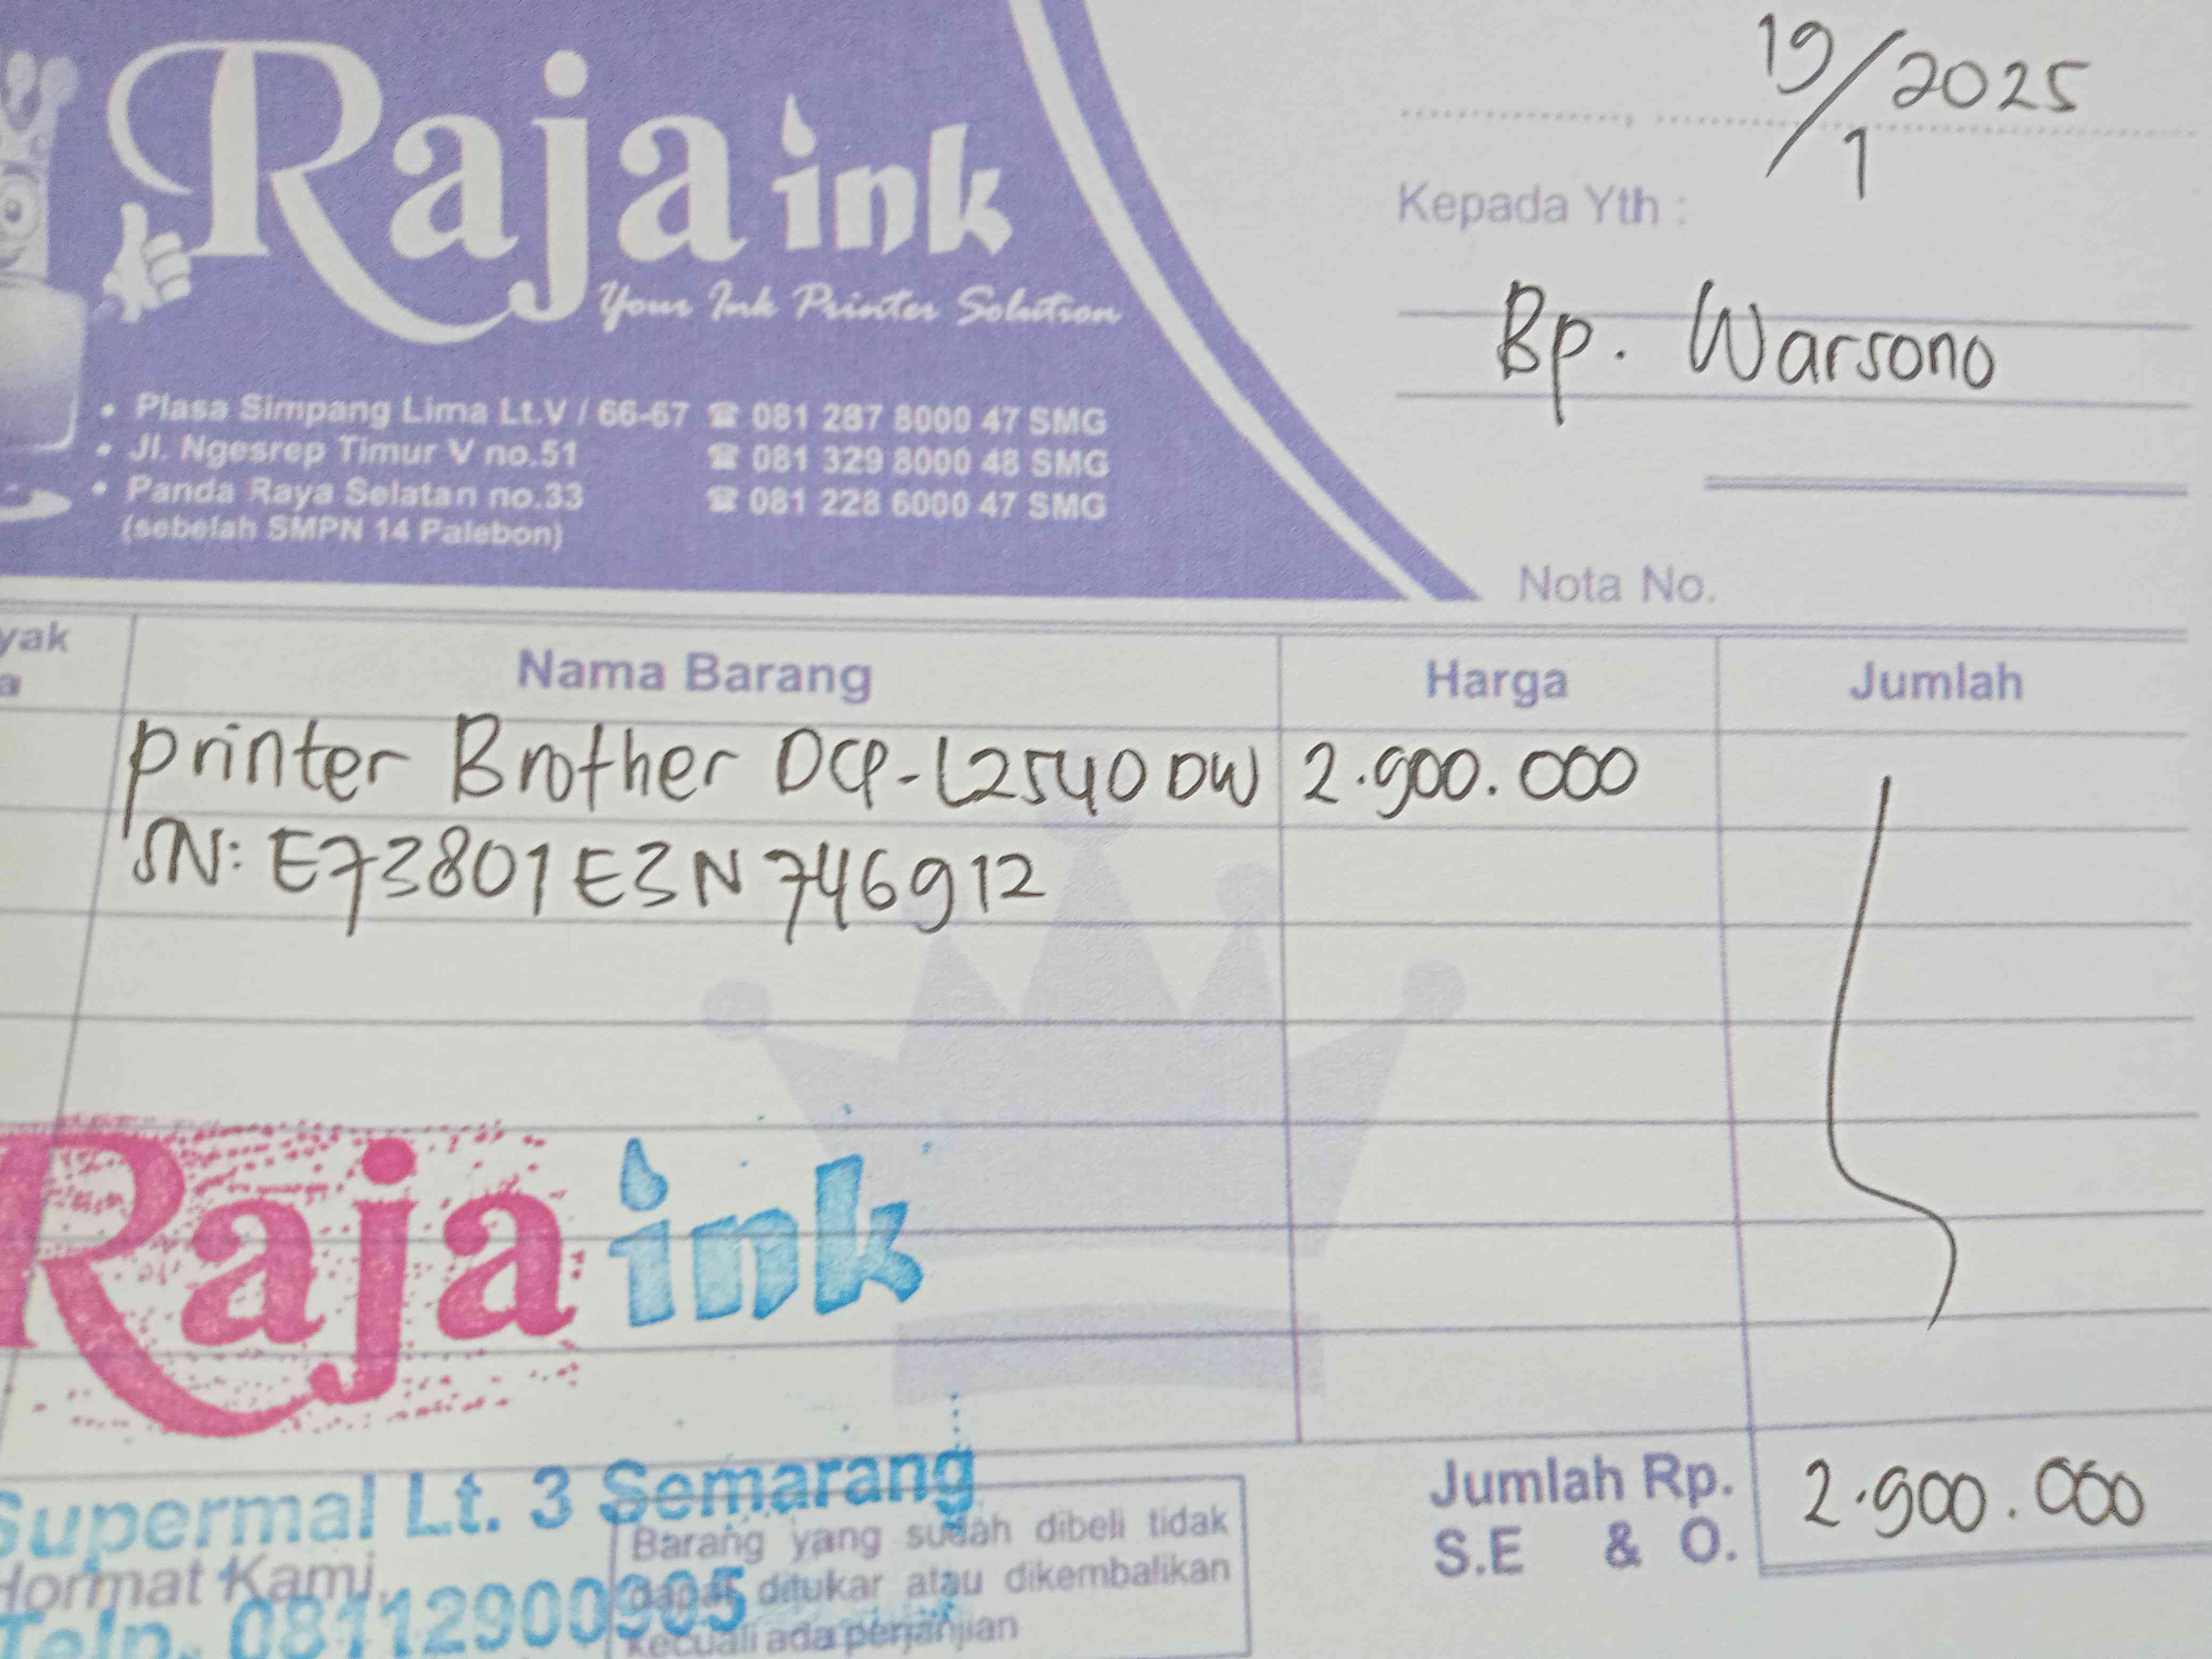 Raja ink
Your Ink Printer Solution
• Plasa Simpang Lima Lt.V / 66-67 ☎ 081 287 8000 47 SMG
• Jl. Ngesrep Timur V no.51 ☎ 081 329 8000 48 SMG
• Panda Raya Selatan no.33 ☎ 081 228 6000 47 SMG
(sebelah SMPN 14 Palebon)
19/1 2025
Kepada Yth :
Bp. Warsono
Nota No.
yak
a
Nama Barang Harga Jumlah
Printer Brother DCP-L2540DW 2.900.000
SN: E73801E3N746912
Raja ink
Supermal Lt. 3 Semarang
Hormat Kami,
Telp. 08112900905
Barang yang sudah dibeli tidak
dapat ditukar atau dikembalikan
kecuali ada perjanjian
Jumlah Rp. 2.900.000
S.E & O.